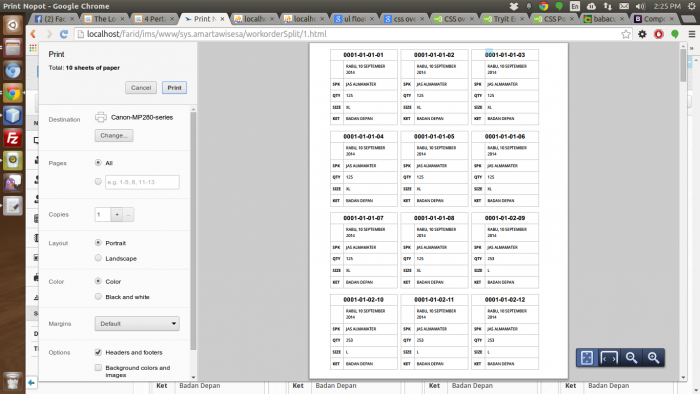 Print Nopot - Google Chrome
En
2:25 PM
(2) Fac
The Lo
4 Pert
Print N
localh
localh
ul floa
css ove
CSS ov
Tryit E
CSS Po
babac
Compo
localhost/farid/ims/www/sys.amartawisesa/workorderSplit/1.html
Print
Total: 10 sheets of paper
Cancel
Print
Destination
Canon-MP280-series
Change...
Pages
All
e.g. 1-5, 8, 11-13
Copies
1
+
Layout
Portrait
Landscape
Color
Color
Black and white
Margins
Default
Options
Headers and footers
Background colors and
images
0001-01-01-01 0001-01-01-02 0001-01-01-03
RABU, 10 SEPTEMBER RABU, 10 SEPTEMBER RABU, 10 SEPTEMBER
2014 2014 2014
SPK JAS ALMAMATER SPK JAS ALMAMATER SPK JAS ALMAMATER
QTY 125 QTY 125 QTY 125
SIZE XL SIZE XL SIZE XL
KET BADAN DEPAN KET BADAN DEPAN KET BADAN DEPAN
0001-01-01-04 0001-01-01-05 0001-01-01-06
RABU, 10 SEPTEMBER RABU, 10 SEPTEMBER RABU, 10 SEPTEMBER
2014 2014 2014
SPK JAS ALMAMATER SPK JAS ALMAMATER SPK JAS ALMAMATER
QTY 125 QTY 125 QTY 125
SIZE XL SIZE XL SIZE XL
KET BADAN DEPAN KET BADAN DEPAN KET BADAN DEPAN
0001-01-01-07 0001-01-01-08 0001-01-02-09
RABU, 10 SEPTEMBER RABU, 10 SEPTEMBER RABU, 10 SEPTEMBER
2014 2014 2014
SPK JAS ALMAMATER SPK JAS ALMAMATER SPK JAS ALMAMATER
QTY 125 QTY 125 QTY 253
SIZE XL SIZE XL SIZE L
KET BADAN DEPAN KET BADAN DEPAN KET BADAN DEPAN
0001-01-02-10 0001-01-02-11 0001-01-02-12
RABU, 10 SEPTEMBER RABU, 10 SEPTEMBER RABU, 10 SEPTEMBER
2014 2014 2014
SPK JAS ALMAMATER SPK JAS ALMAMATER SPK JAS ALMAMATER
QTY 253 QTY 253 QTY 253
SIZE L SIZE L SIZE L
KET BADAN DEPAN KET BADAN DEPAN KET BADAN DEPAN
Ket Badan Depan Ket Badan Depan Ket Badan Depan Ket Badan Depan